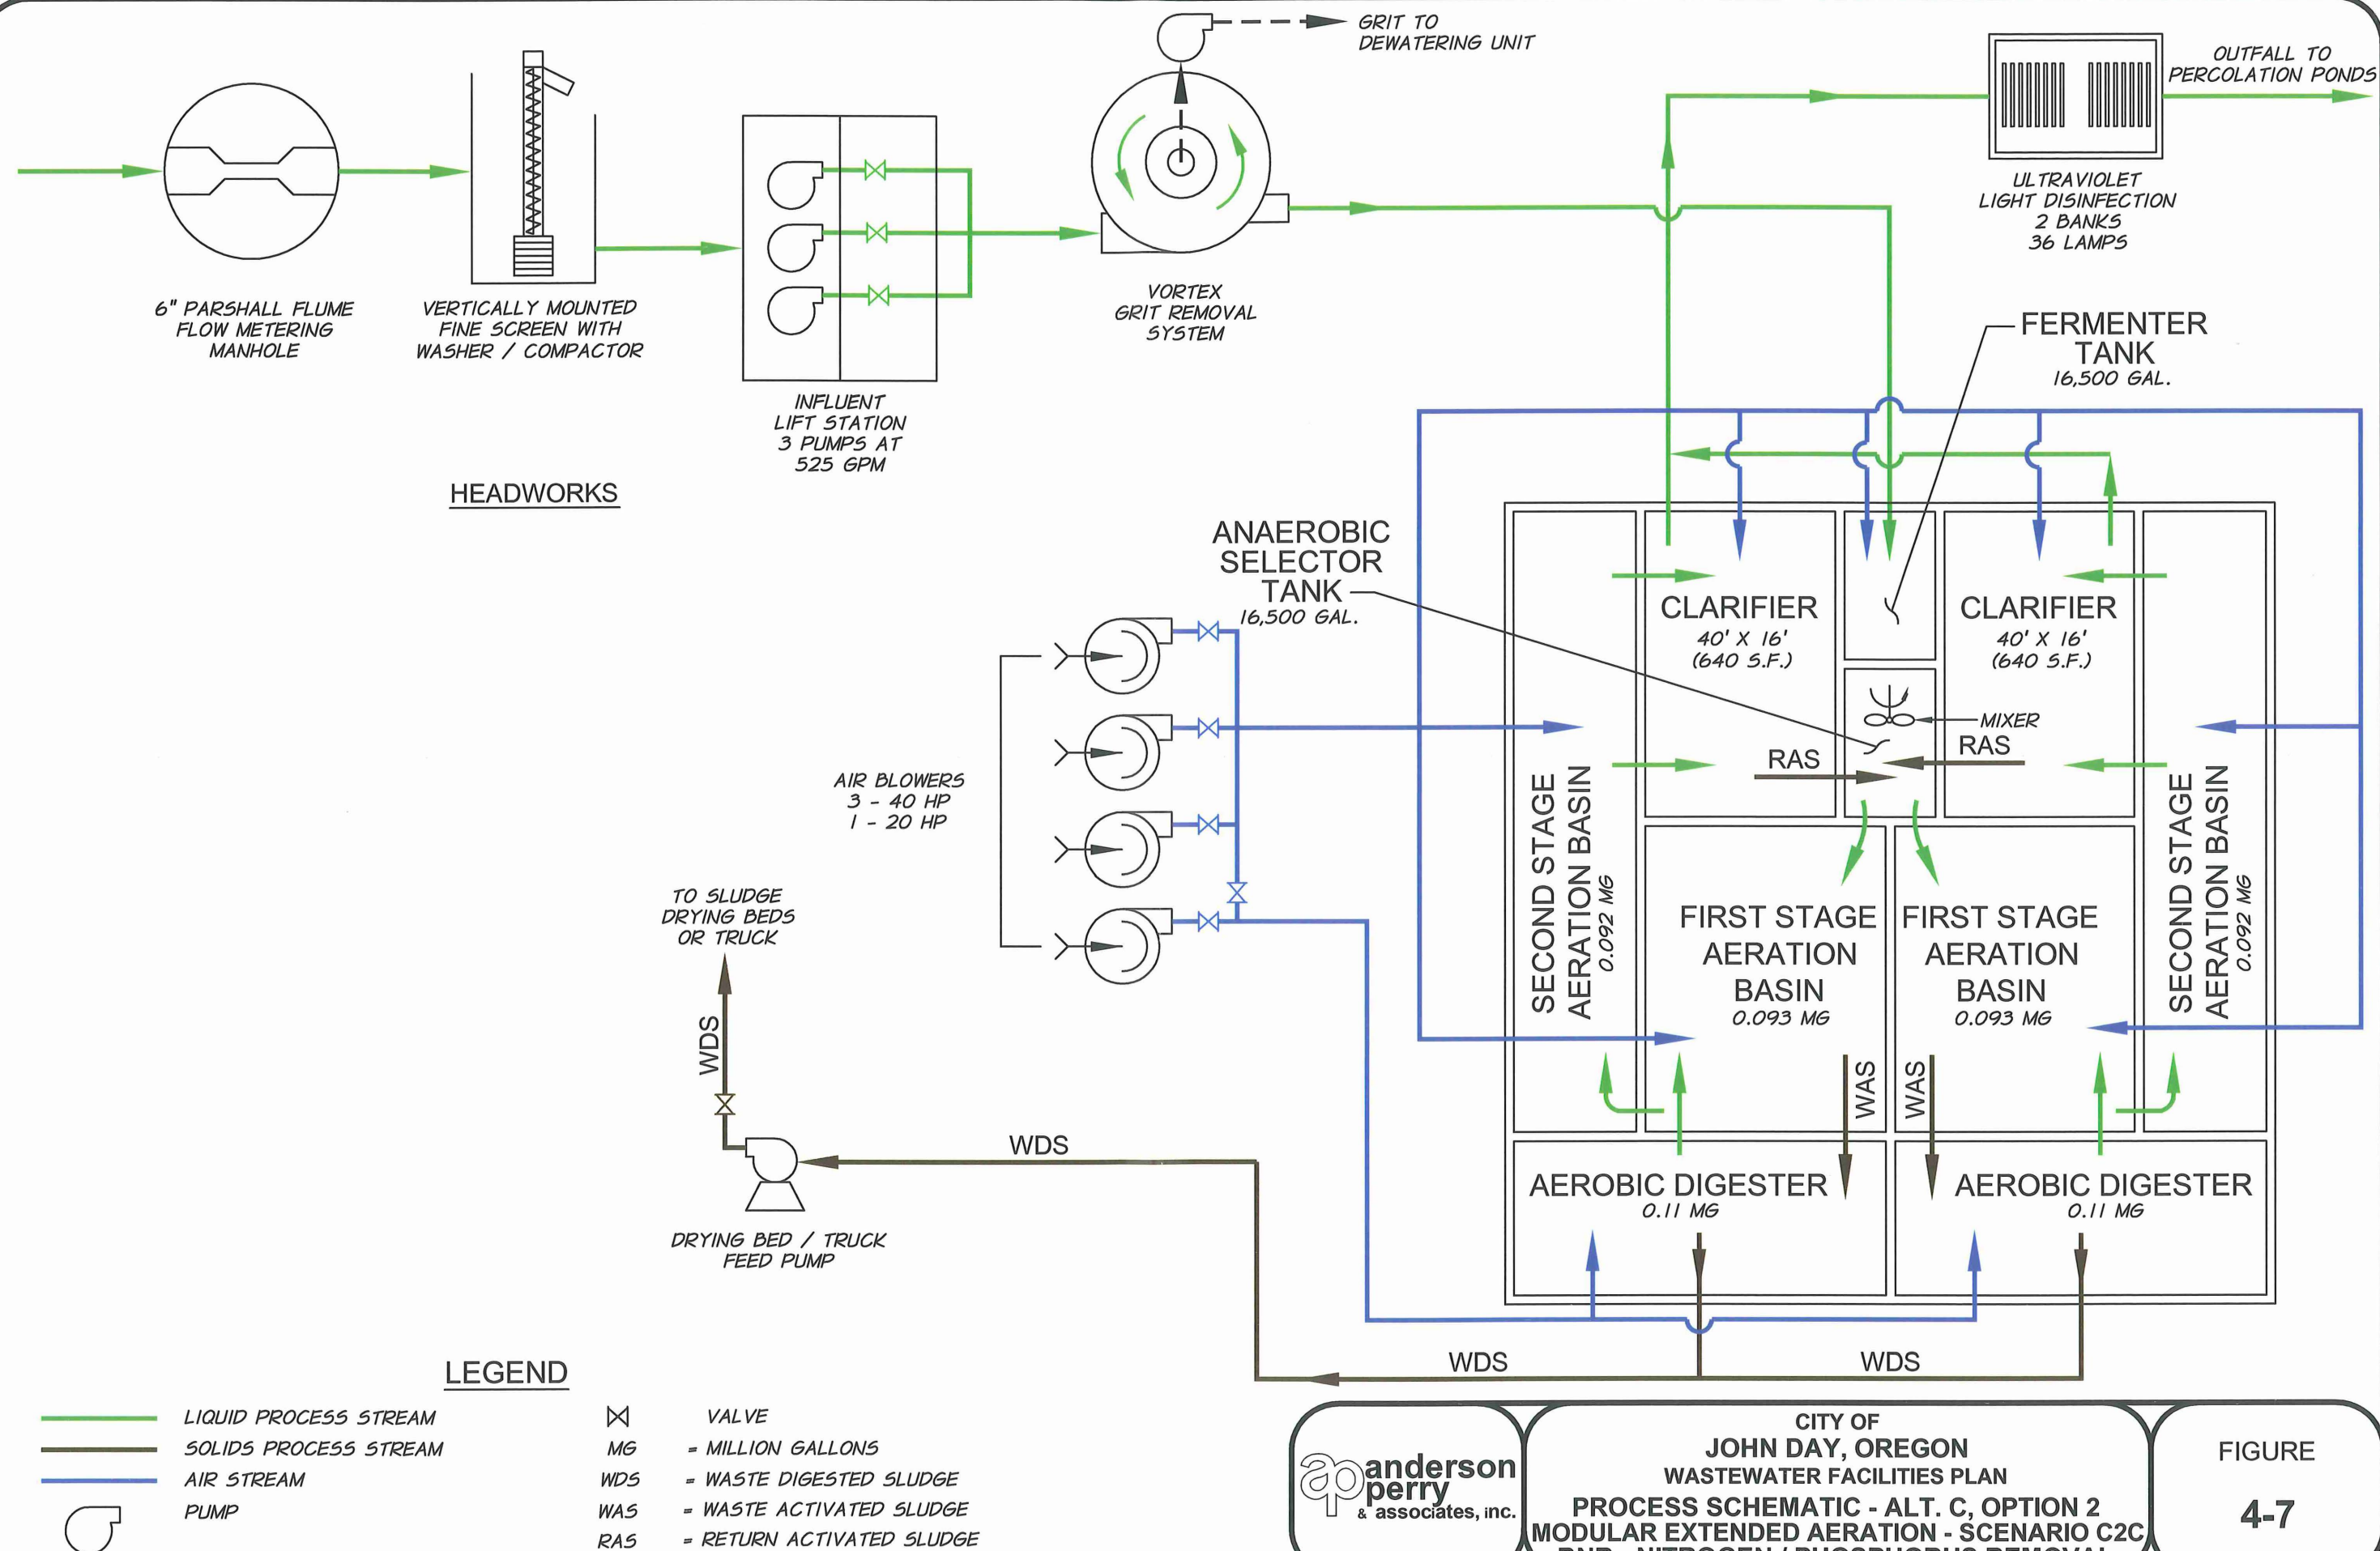 GRIT TO
DEWATERING UNIT
OUTFALL TO
PERCOLATION PONDS
ULTRAVIOLET
LIGHT DISINFECTION
2 BANKS
36 LAMPS
6" PARSHALL FLUME
FLOW METERING
MANHOLE
VERTICALLY MOUNTED
FINE SCREEN WITH
WASHER / COMPACTOR
INFLUENT
LIFT STATION
3 PUMPS AT
525 GPM
VORTEX
GRIT REMOVAL
SYSTEM
FERMENTER
TANK
16,500 GAL.
HEADWORKS
ANAEROBIC
SELECTOR
TANK
16,500 GAL.
CLARIFIER
40' X 16'
(640 S.F.)
CLARIFIER
40' X 16'
(640 S.F.)
MIXER
RAS
RAS
AIR BLOWERS
3 - 40 HP
1 - 20 HP
SECOND STAGE
AERATION BASIN
0.092 MG
FIRST STAGE
AERATION
BASIN
0.093 MG
FIRST STAGE
AERATION
BASIN
0.093 MG
SECOND STAGE
AERATION BASIN
0.092 MG
TO SLUDGE
DRYING BEDS
OR TRUCK
WDS
WAS
WAS
WDS
AEROBIC DIGESTER
0.11 MG
AEROBIC DIGESTER
0.11 MG
DRYING BED / TRUCK
FEED PUMP
WDS
WDS
LEGEND
LIQUID PROCESS STREAM
SOLIDS PROCESS STREAM
AIR STREAM
PUMP
VALVE
MG = MILLION GALLONS
WDS = WASTE DIGESTED SLUDGE
WAS = WASTE ACTIVATED SLUDGE
RAS = RETURN ACTIVATED SLUDGE
ap
anderson
perry
& associates, inc.
CITY OF
JOHN DAY, OREGON
WASTEWATER FACILITIES PLAN
PROCESS SCHEMATIC - ALT. C, OPTION 2
MODULAR EXTENDED AERATION - SCENARIO C2C
BNR - NITROGEN / PHOSPHORUS REMOVAL
FIGURE
4-7